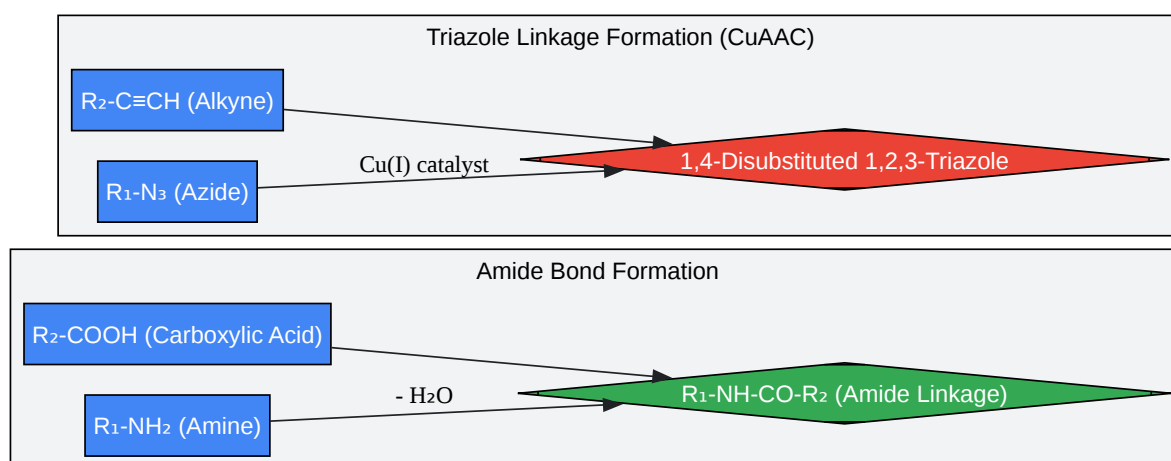 Triazole Linkage Formation (CuAAC)
R₂-C≡CH (Alkyne)
Cu(I) catalyst
1,4-Disubstituted 1,2,3-Triazole
R₁-N₃ (Azide)
Amide Bond Formation
R₂-COOH (Carboxylic Acid)
- H₂O
R₁-NH-CO-R₂ (Amide Linkage)
R₁-NH₂ (Amine)